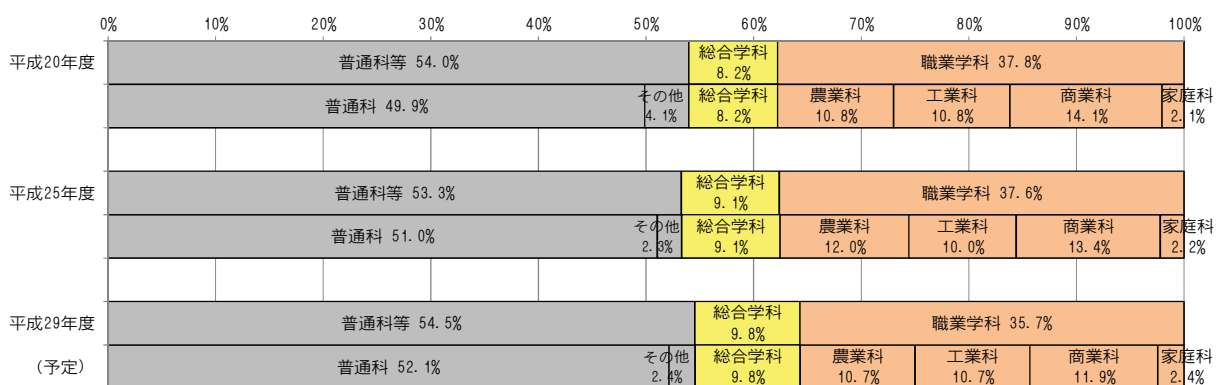 0% 10% 20% 30% 40% 50% 60% 70% 80% 90% 100%
平成20年度
普通科等 54.0%
総合学科
8.2%
職業学科 37.8%
普通科 49.9%
その他
4.1%
総合学科
8.2%
農業科
10.8%
工業科
10.8%
商業科
14.1%
家庭科
2.1%
平成25年度
普通科等 53.3%
総合学科
9.1%
職業学科 37.6%
普通科 51.0%
その他
2.3%
総合学科
9.1%
農業科
12.0%
工業科
10.0%
商業科
13.4%
家庭科
2.2%
平成29年度
普通科等 54.5%
総合学科
9.8%
職業学科 35.7%
（予定）
普通科 52.1%
その他
2.4%
総合学科
9.8%
農業科
10.7%
工業科
10.7%
商業科
11.9%
家庭科
2.4%